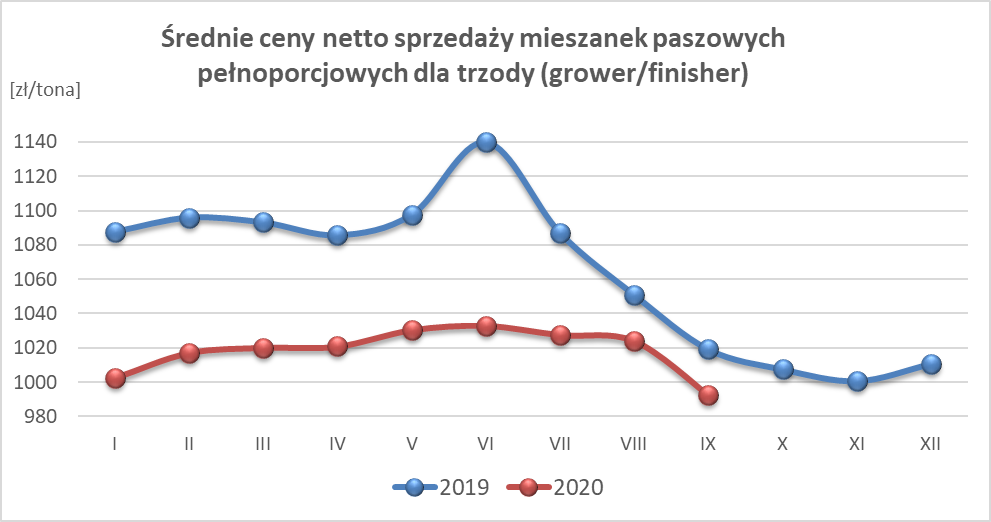 Średnie ceny netto sprzedaży mieszanek paszowych
pełnoporcjowych dla trzody (grower/finisher)
[zł/tona]
1140
1120
1100
1080
1060
1040
1020
1000
980
I II III IV V VI VII VIII IX X XI XII
2019 2020